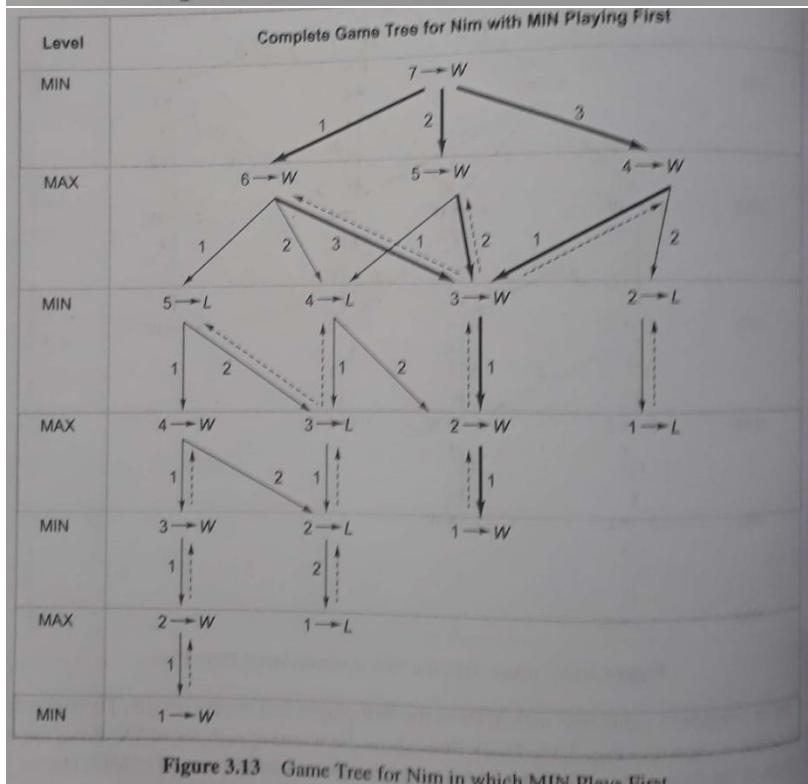 Complete Game Tree for Nim with MIN Playing First
Level
MIN
7 → W
1 2 3
MAX
6 → W 5 → W 4 → W
1 2 3 1 2 1 2
MIN
5 → L 4 → L 3 → W 2 → L
1 2 1 2 1
MAX
4 → W 3 → L 2 → W 1 → L
1 2 1 1
MIN
3 → W 2 → L 1 → W
1 2
MAX
2 → W 1 → L
1
MIN
1 → W
Figure 3.13 Game Tree for Nim in which MIN Plays First